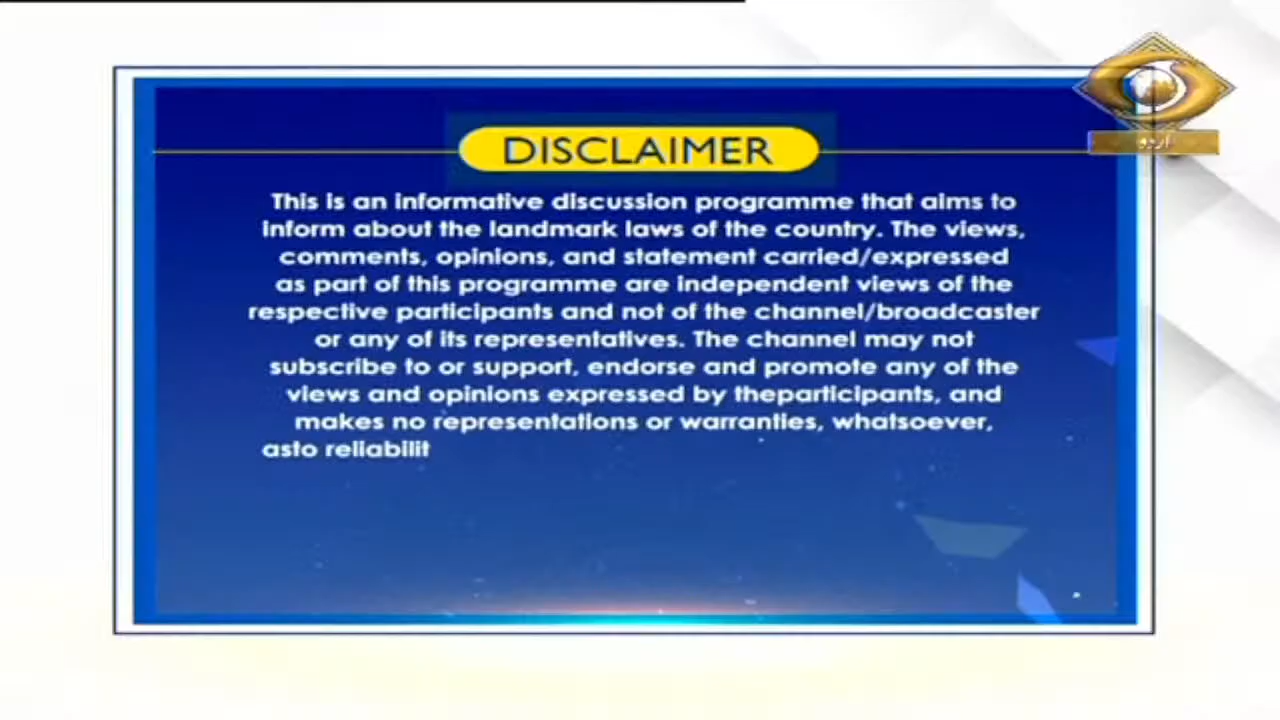 DISCLAIMER
This is an informative discussion programme that aims to
inform about the landmark laws of the country. The views,
comments, opinions, and statement carried/expressed
as part of this programme are independent views of the
respective participants and not of the channel/broadcaster
or any of its representatives. The channel may not
subscribe to or support, endorse and promote any of the
views and opinions expressed by theparticipants, and
makes no representations or warranties, whatsoever,
asto reliabilit
اردو